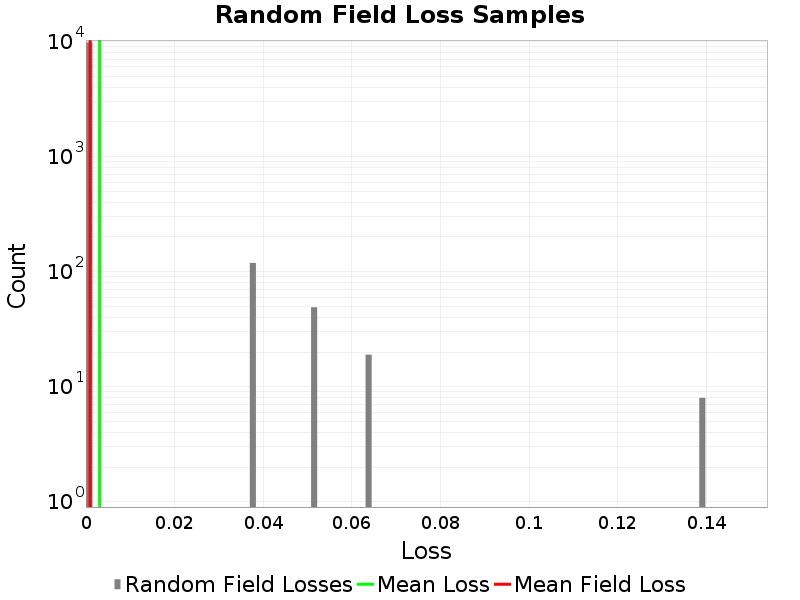 Random Field Loss Samples
Count
10^4
10^3
10^2
10^1
10^0
0 0.02 0.04 0.06 0.08 0.1 0.12 0.14
Loss
Random Field Losses Mean Loss Mean Field Loss